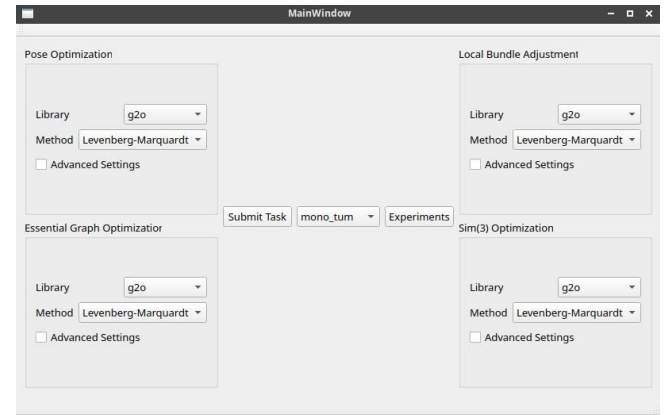 MainWindow
Pose Optimization
Library g2o
Method Levenberg-Marquardt
Advanced Settings
Local Bundle Adjustment
Library g2o
Method Levenberg-Marquardt
Advanced Settings
Submit Task mono_tum Experiments
Essential Graph Optimization
Library g2o
Method Levenberg-Marquardt
Advanced Settings
Sim(3) Optimization
Library g2o
Method Levenberg-Marquardt
Advanced Settings